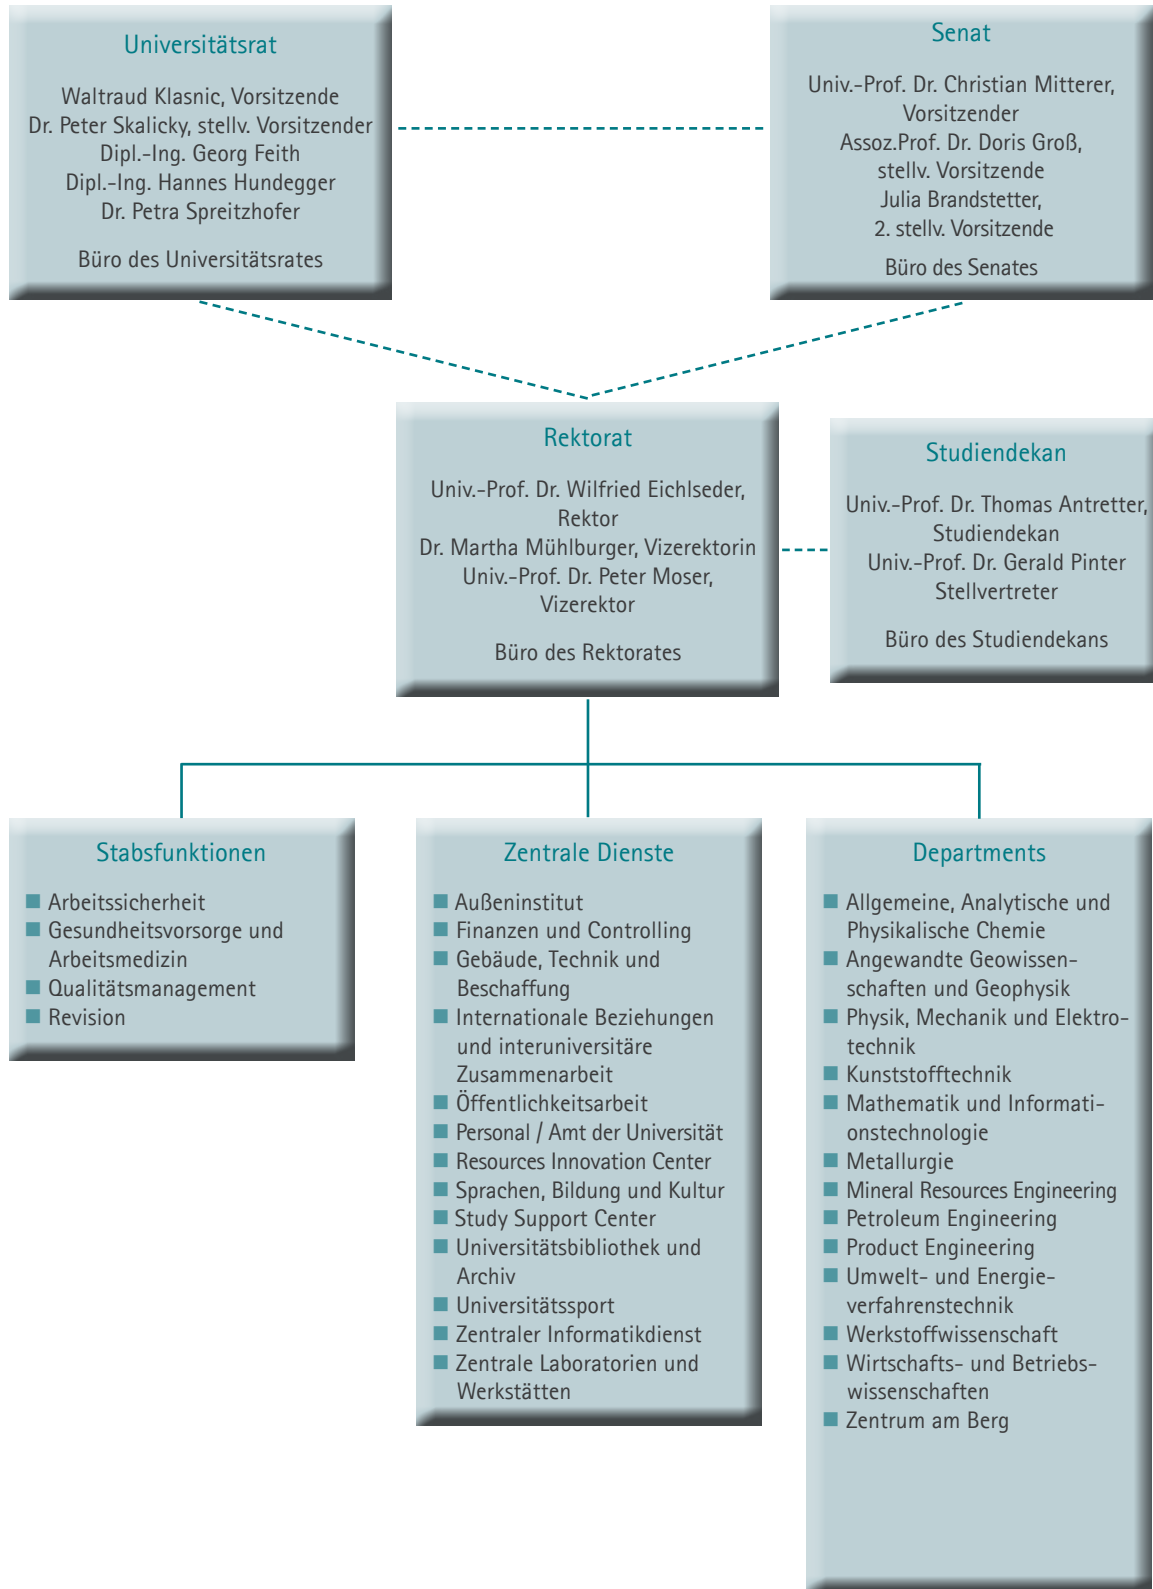 Universitätsrat
Waltraud Klasnic, Vorsitzende
Dr. Peter Skalicky, stellv. Vorsitzender
Dipl.-Ing. Georg Feith
Dipl.-Ing. Hannes Hundegger
Dr. Petra Spreitzhofer
Büro des Universitätsrates
Senat
Univ.-Prof. Dr. Christian Mitterer,
Vorsitzender
Assoz.Prof. Dr. Doris Groß,
stellv. Vorsitzende
Julia Brandstetter,
2. stellv. Vorsitzende
Büro des Senates
Rektorat
Univ.-Prof. Dr. Wilfried Eichlseder,
Rektor
Dr. Martha Mühlburger, Vizerektorin
Univ.-Prof. Dr. Peter Moser,
Vizerektor
Büro des Rektorates
Studiendekan
Univ.-Prof. Dr. Thomas Antretter,
Studiendekan
Univ.-Prof. Dr. Gerald Pinter
Stellvertreter
Büro des Studiendekans
Stabsfunktionen
Arbeitssicherheit
Gesundheitsvorsorge und
Arbeitsmedizin
Qualitätsmanagement
Revision
Zentrale Dienste
Außeninstitut
Finanzen und Controlling
Gebäude, Technik und
Beschaffung
Internationale Beziehungen
und interuniversitäre
Zusammenarbeit
Öffentlichkeitsarbeit
Personal / Amt der Universität
Resources Innovation Center
Sprachen, Bildung und Kultur
Study Support Center
Universitätsbibliothek und
Archiv
Universitätssport
Zentraler Informatikdienst
Zentrale Laboratorien und
Werkstätten
Departments
Allgemeine, Analytische und
Physikalische Chemie
Angewandte Geowissen-
schaften und Geophysik
Physik, Mechanik und Elektro-
technik
Kunststofftechnik
Mathematik und Informati-
onstechnologie
Metallurgie
Mineral Resources Engineering
Petroleum Engineering
Product Engineering
Umwelt- und Energie-
verfahrenstechnik
Werkstoffwissenschaft
Wirtschafts- und Betriebs-
wissenschaften
Zentrum am Berg